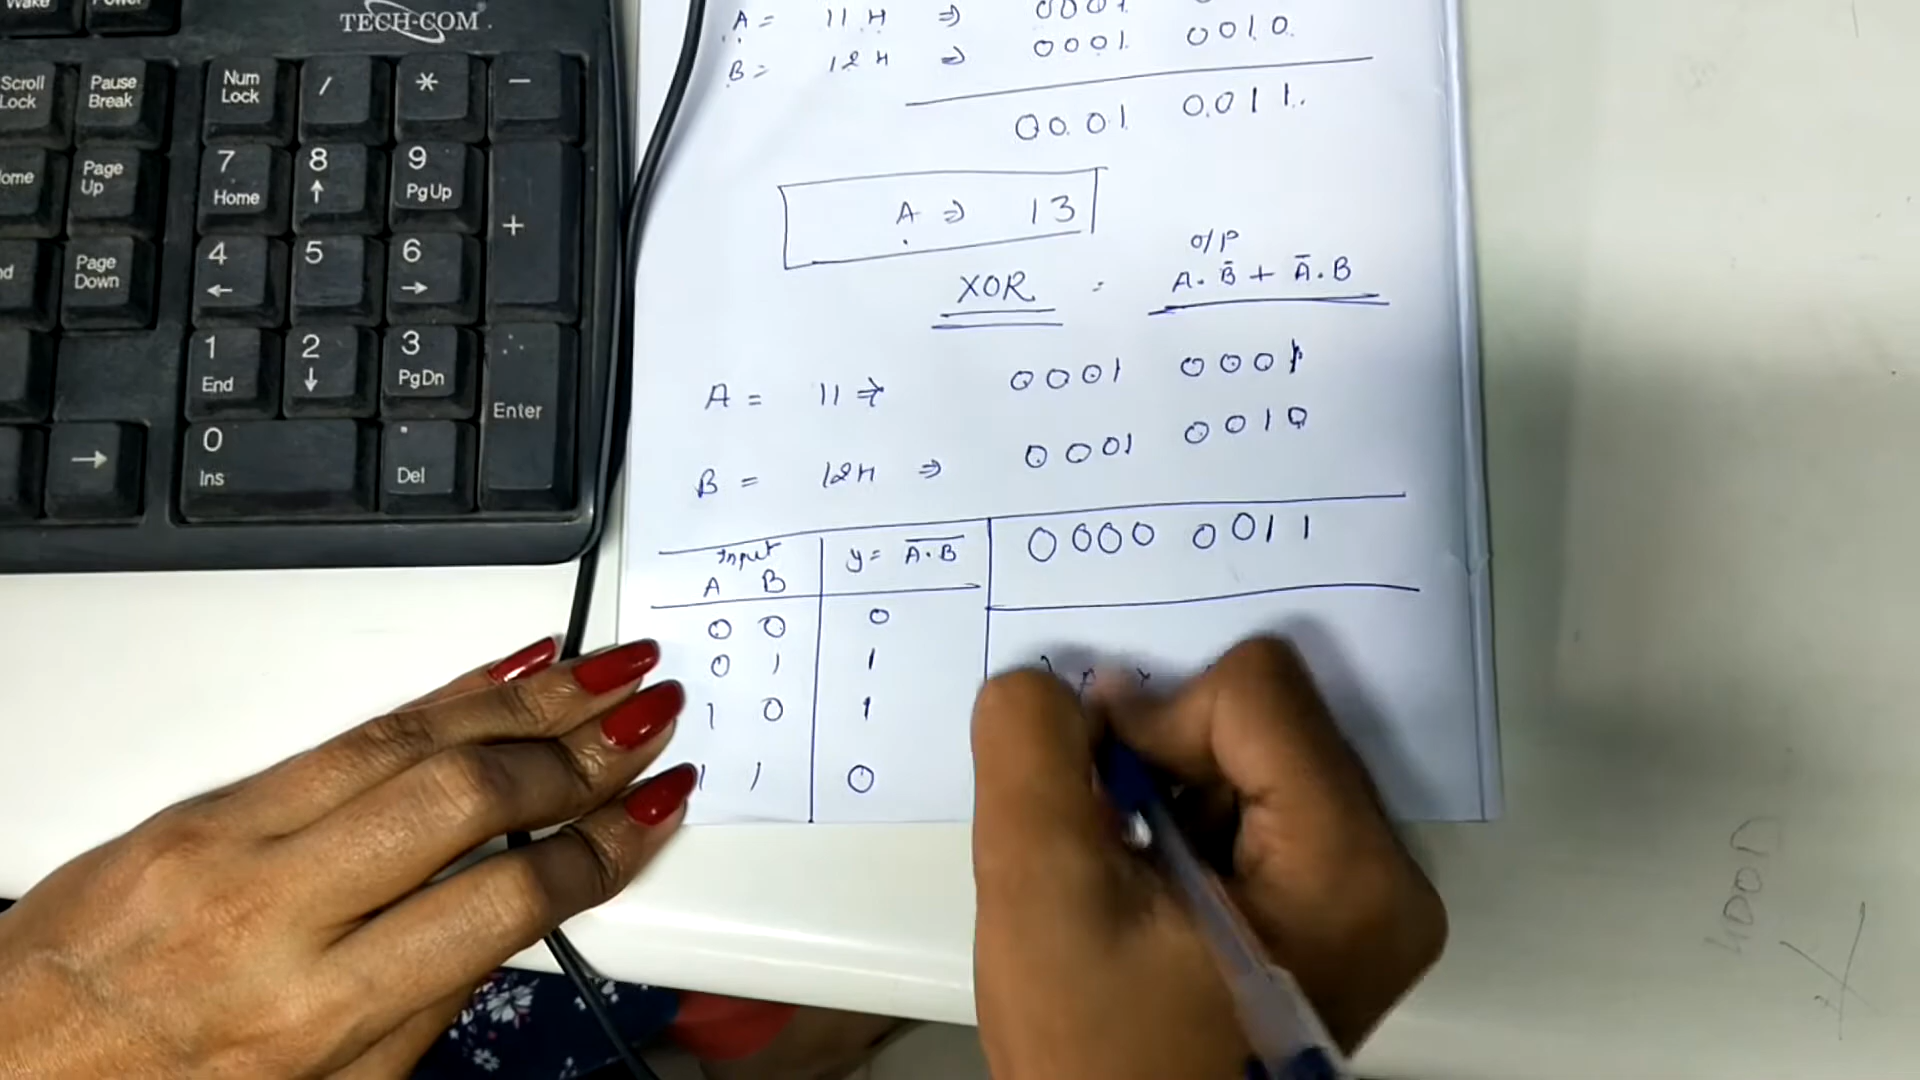 TECH-COM
Scroll Lock
Pause Break
Num Lock
/
*
-
Page Up
7 Home
8
9 PgUp
+
Page Down
4
5
6
1 End
2
3 PgDn
Enter
0 Ins
. Del
A = 11 H ⇒ 0001
B = 12 H ⇒ 0001 0010
0001 0011
A ⇒ 13
o/p
XOR = A.B̄ + Ā.B
A = 11 ⇒ 0001 0001
B = 12H ⇒ 0001 0010
0000 0011
Input
A B
y = \overline{A.B}
0 0 0
0 1 1
1 0 1
1 1 0